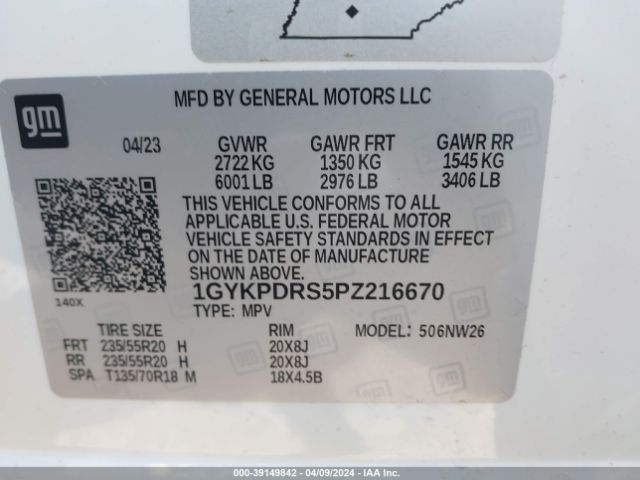 gm
MFD BY GENERAL MOTORS LLC
04/23 GVWR GAWR FRT GAWR RR
2722 KG 1350 KG 1545 KG
6001 LB 2976 LB 3406 LB
THIS VEHICLE CONFORMS TO ALL
APPLICABLE U.S. FEDERAL MOTOR
VEHICLE SAFETY STANDARDS IN EFFECT
ON THE DATE OF MANUFACTURE
SHOWN ABOVE.
140X
1GYKPDRS5PZ216670
TYPE: MPV
TIRE SIZE RIM MODEL: 506NW26
FRT 235/55R20 H 20X8J
RR 235/55R20 H 20X8J
SPA T135/70R18 M 18X4.5B
000-39149842 - 04/09/2024 - IAA Inc.